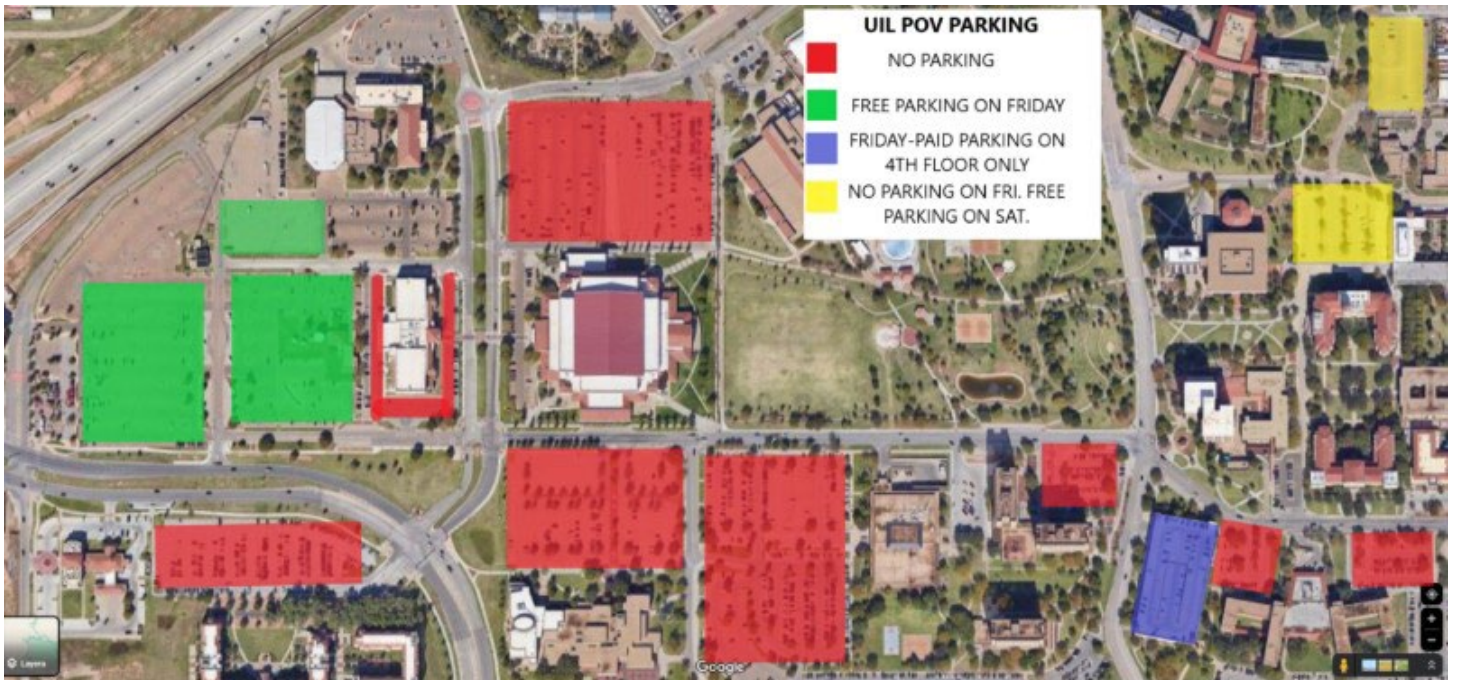 UIL POV PARKING
NO PARKING
FREE PARKING ON FRIDAY
FRIDAY-PAID PARKING ON
4TH FLOOR ONLY
NO PARKING ON FRI. FREE
PARKING ON SAT.
Google
Layers